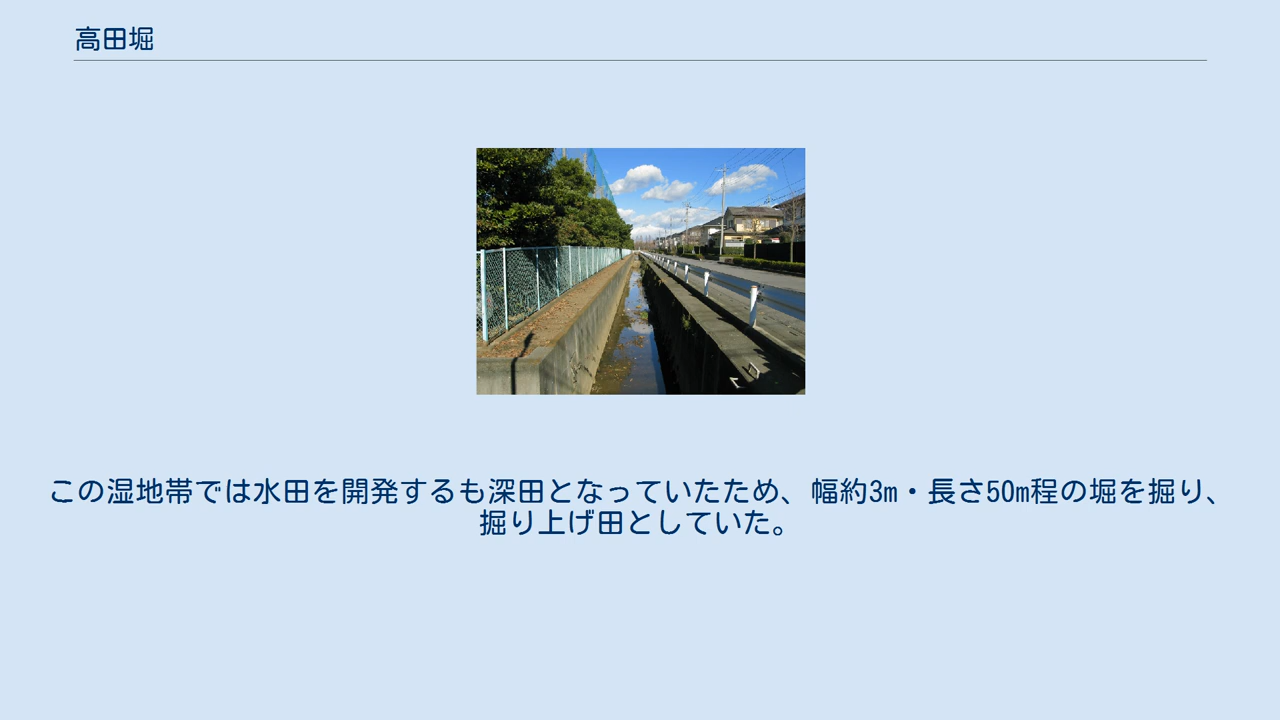 高田堀
この湿地帯では水田を開発するも深田となっていたため、幅約3m・長さ50m程の堀を掘り、
掘り上げ田としていた。